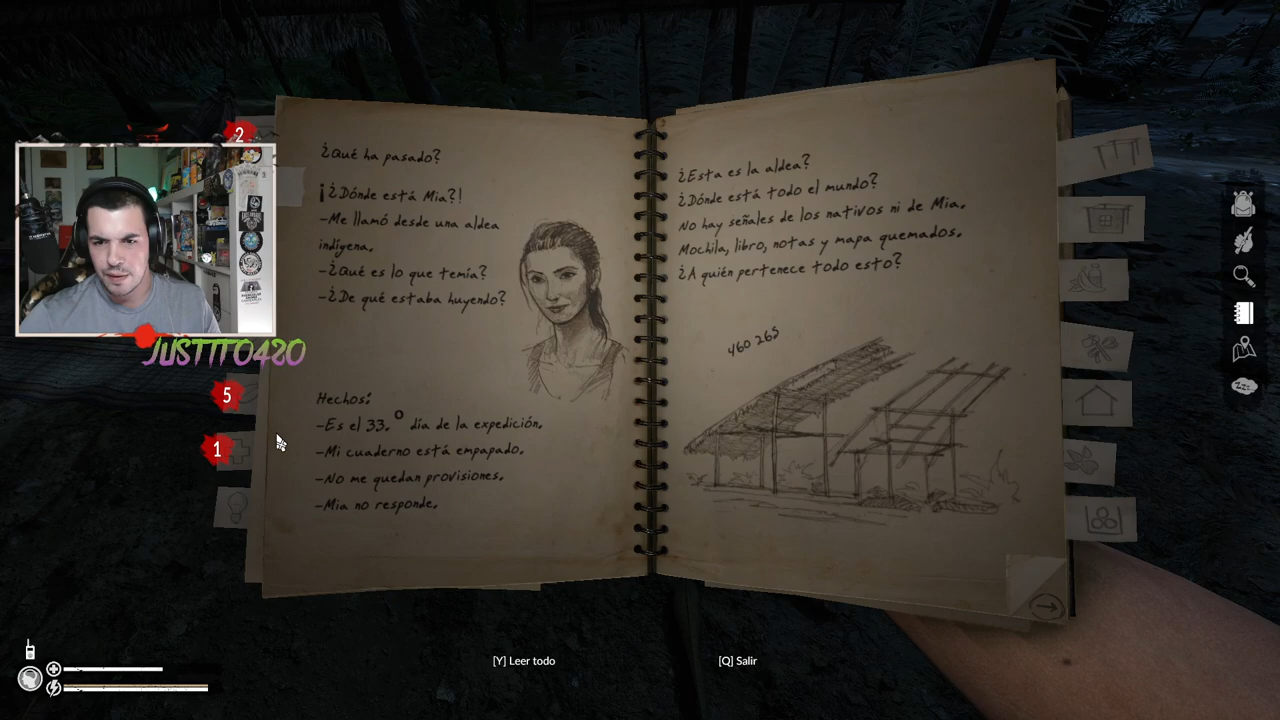 2
¿Qué ha pasado?
¡¿Dónde está Mia?!
-Me llamó desde una aldea
indígena.
-¿Qué es lo que temía?
-¿De qué estaba huyendo?
Hechos:
-Es el 33.º día de la expedición.
-Mi cuaderno está empapado.
-No me quedan provisiones.
-Mia no responde.
¿Esta es la aldea?
¿Dónde está todo el mundo?
No hay señales de los nativos ni de Mia.
Mochila, libro, notas y mapa quemados.
¿A quién pertenece todo esto?
460 265
JUSTITO420
5
1
[Y] Leer todo
[Q] Salir